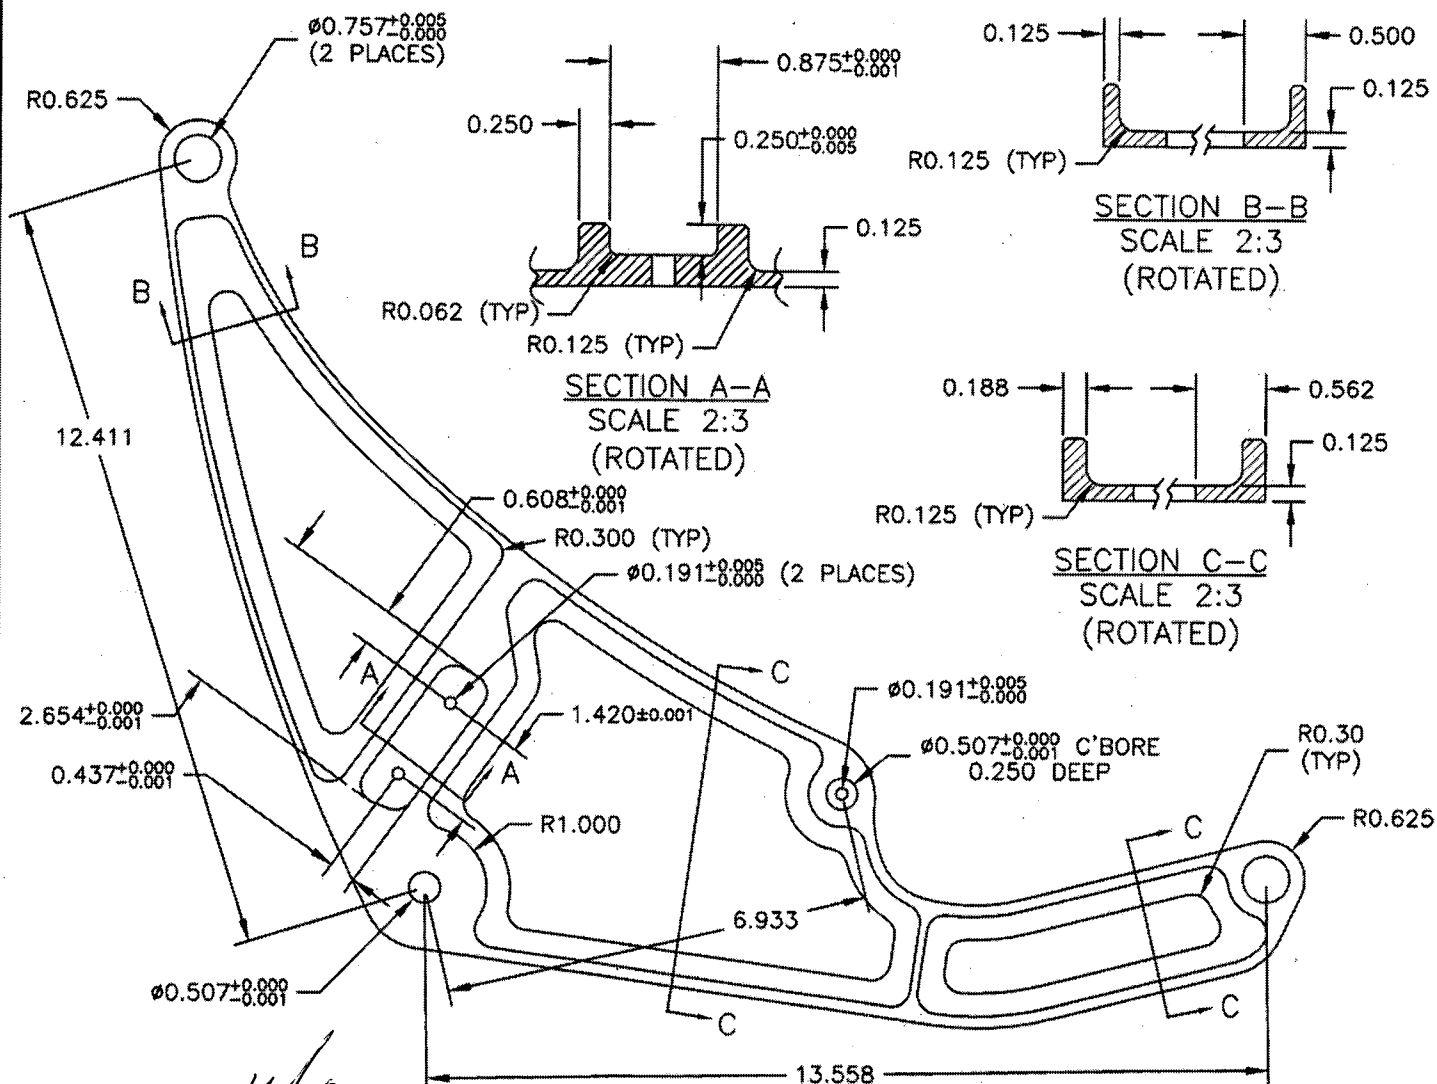 ø0.757+0.005 -0.000
(2 PLACES)
R0.625
0.875+0.000 -0.001
0.250
0.250+0.000 -0.005
0.125
R0.062 (TYP)
R0.125 (TYP)
SECTION A-A
SCALE 2:3
(ROTATED)
0.125
0.500
0.125
R0.125 (TYP)
SECTION B-B
SCALE 2:3
(ROTATED)
B
B
12.411
0.188
0.562
0.125
R0.125 (TYP)
SECTION C-C
SCALE 2:3
(ROTATED)
0.608+0.000 -0.001
R0.300 (TYP)
ø0.191+0.005 -0.000 (2 PLACES)
A
C
2.654+0.000 -0.001
1.420±0.001
ø0.191+0.005 -0.000
0.437+0.000 -0.001
A
ø0.507+0.000 -0.001 C'BORE
0.250 DEEP
R0.30
(TYP)
R1.000
C
R0.625
6.933
ø0.507+0.000 -0.001
C
C
13.558